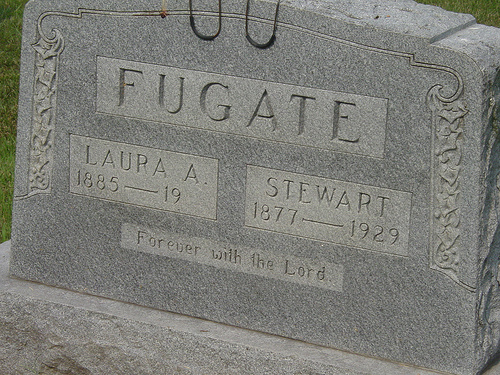 FUGATE
LAURA A.
1885 — 19
STEWART
1877 — 1929
Forever with the Lord.